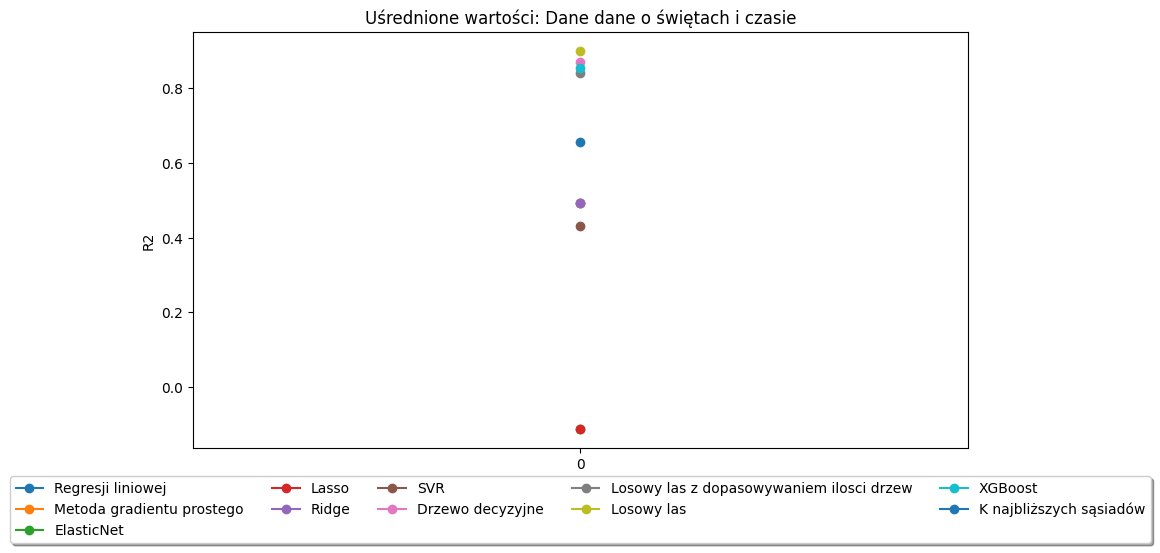 Uśrednione wartości: Dane dane o świętach i czasie
R2
0.8
0.6
0.4
0.2
0.0
0
Regresji liniowej
Metoda gradientu prostego
ElasticNet
Lasso
Ridge
SVR
Drzewo decyzyjne
Losowy las z dopasowywaniem ilosci drzew
Losowy las
XGBoost
K najbliższych sąsiadów